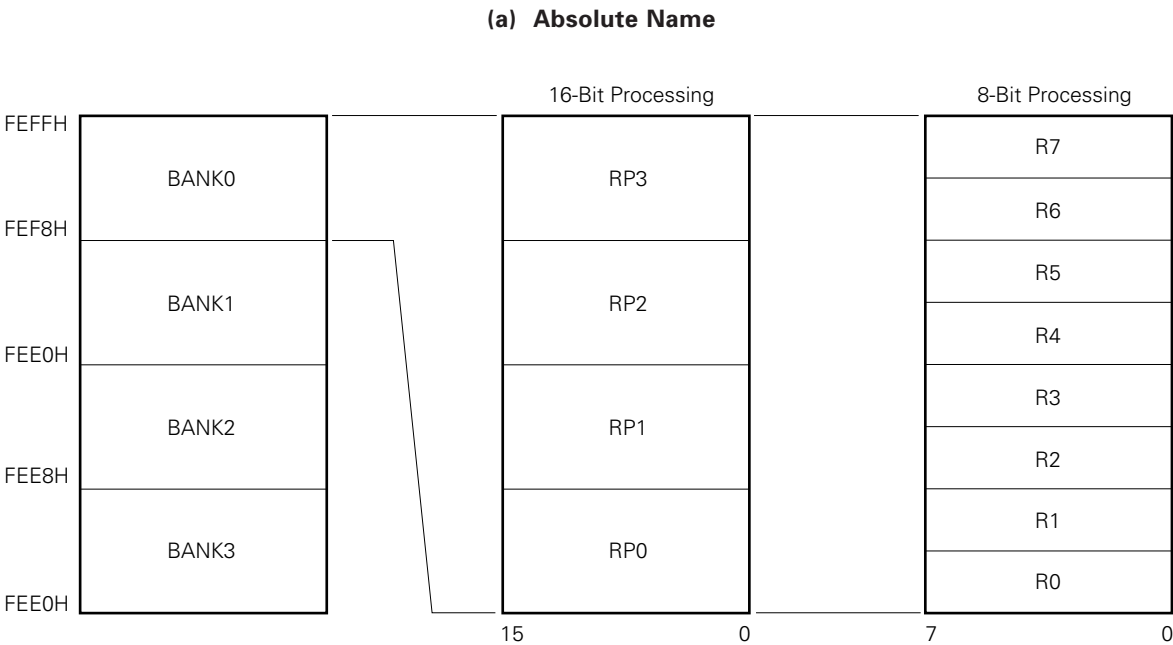 (a) Absolute Name
16-Bit Processing
8-Bit Processing
FEFFH
BANK0
RP3
R7
R6
FEF8H
BANK1
RP2
R5
R4
FEE0H
BANK2
RP1
R3
R2
FEE8H
BANK3
RP0
R1
R0
FEE0H
15 0
7 0